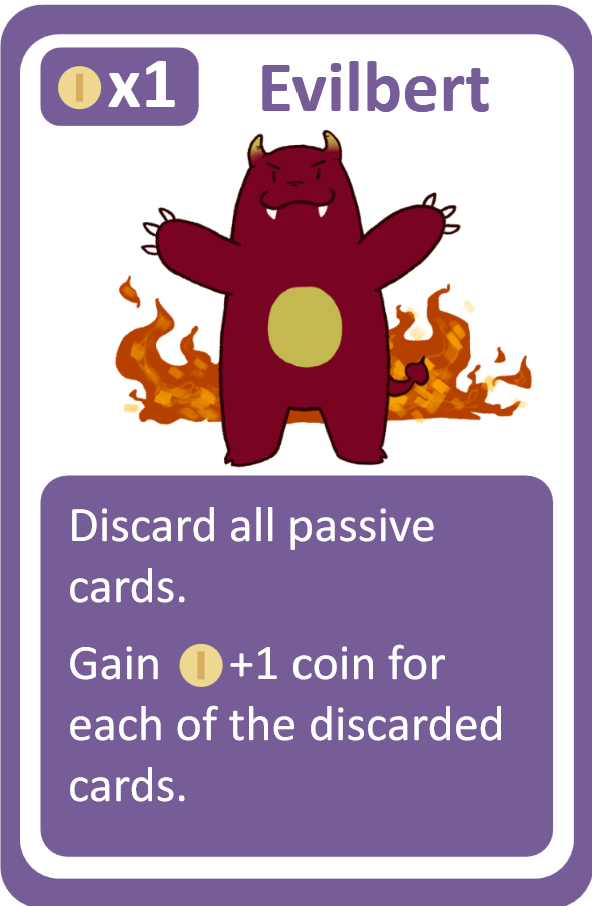 x1
Evilbert
Discard all passive
cards.
Gain +1 coin for
each of the discarded
cards.